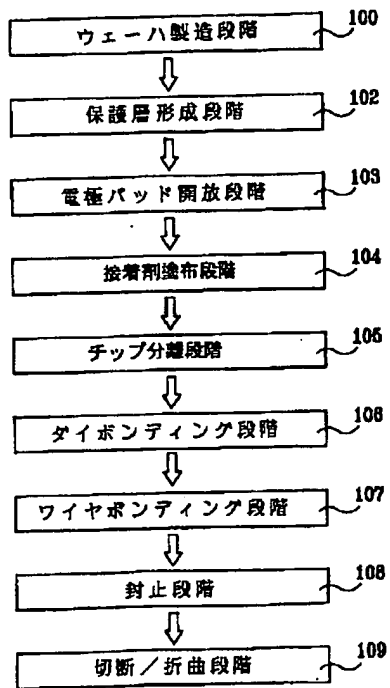 100
ウェーハ製造段階
102
保護層形成段階
103
電極パッド開放段階
104
接着剤塗布段階
105
チップ分離段階
106
ダイボンディング段階
107
ワイヤボンディング段階
108
封止段階
109
切断／折曲段階